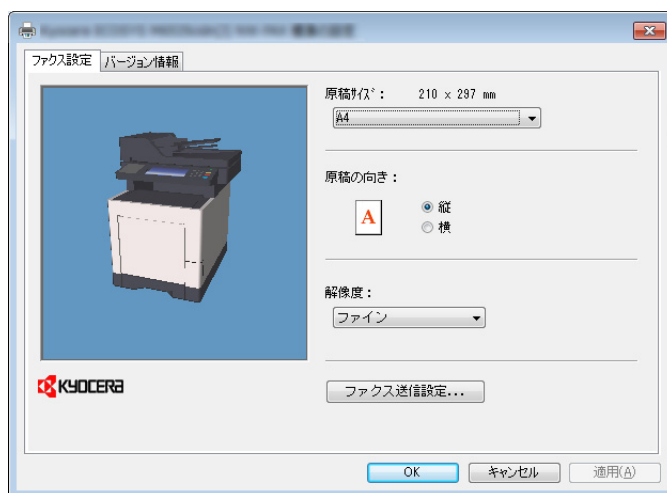 ファクス設定 バージョン情報
原稿ｻｲｽﾞ: 210 x 297 mm
A4
原稿の向き:
A
縦
横
解像度:
ファイン
KYOCERA
ファクス送信設定...
OK キャンセル 適用(A)